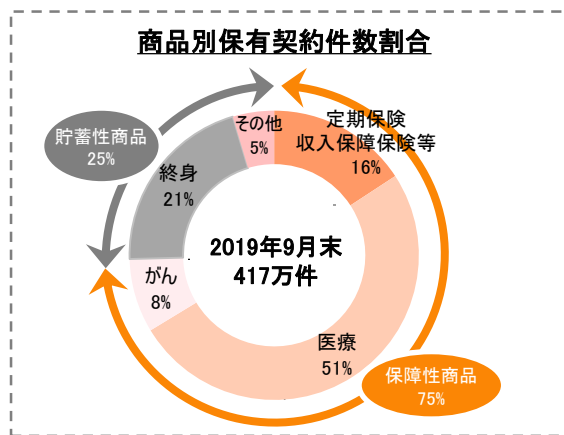 商品別保有契約件数割合
定期保険
収入保障保険等
16%
その他
5%
貯蓄性商品
25%
終身
21%
2019年9月末
417万件
がん
8%
医療
51%
保障性商品
75%